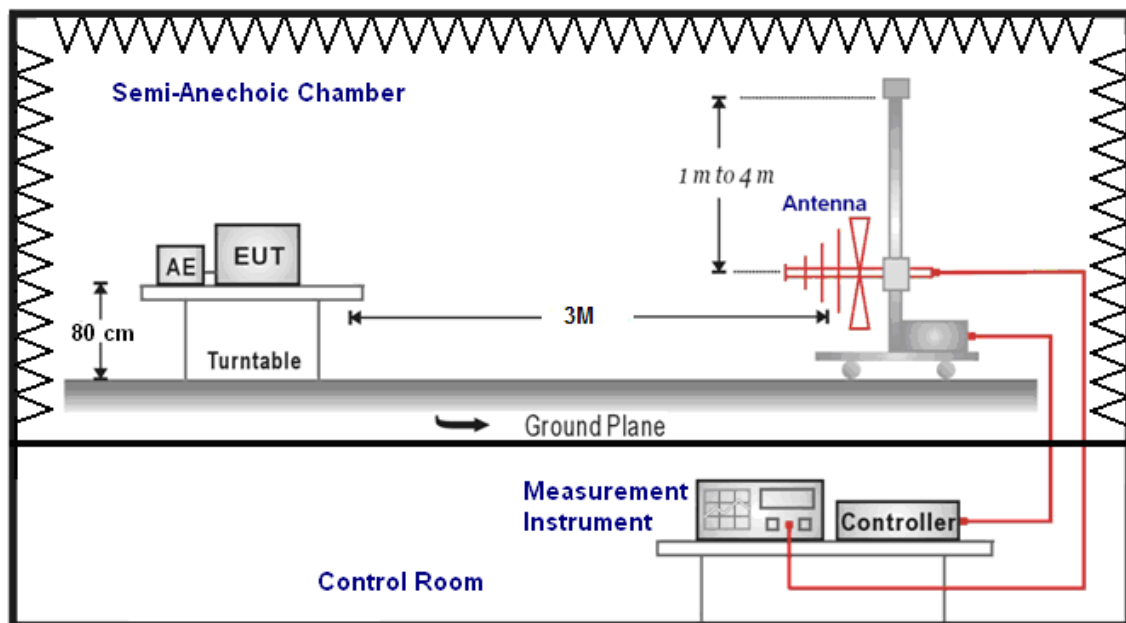 Semi-Anechoic Chamber
1 m to 4 m
Antenna
AE
EUT
80 cm
3M
Turntable
Ground Plane
Measurement
Instrument
Controller
Control Room